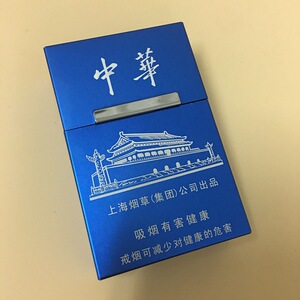 中華
上海烟草(集团)公司出品
吸烟有害健康
戒烟可减少对健康的危害